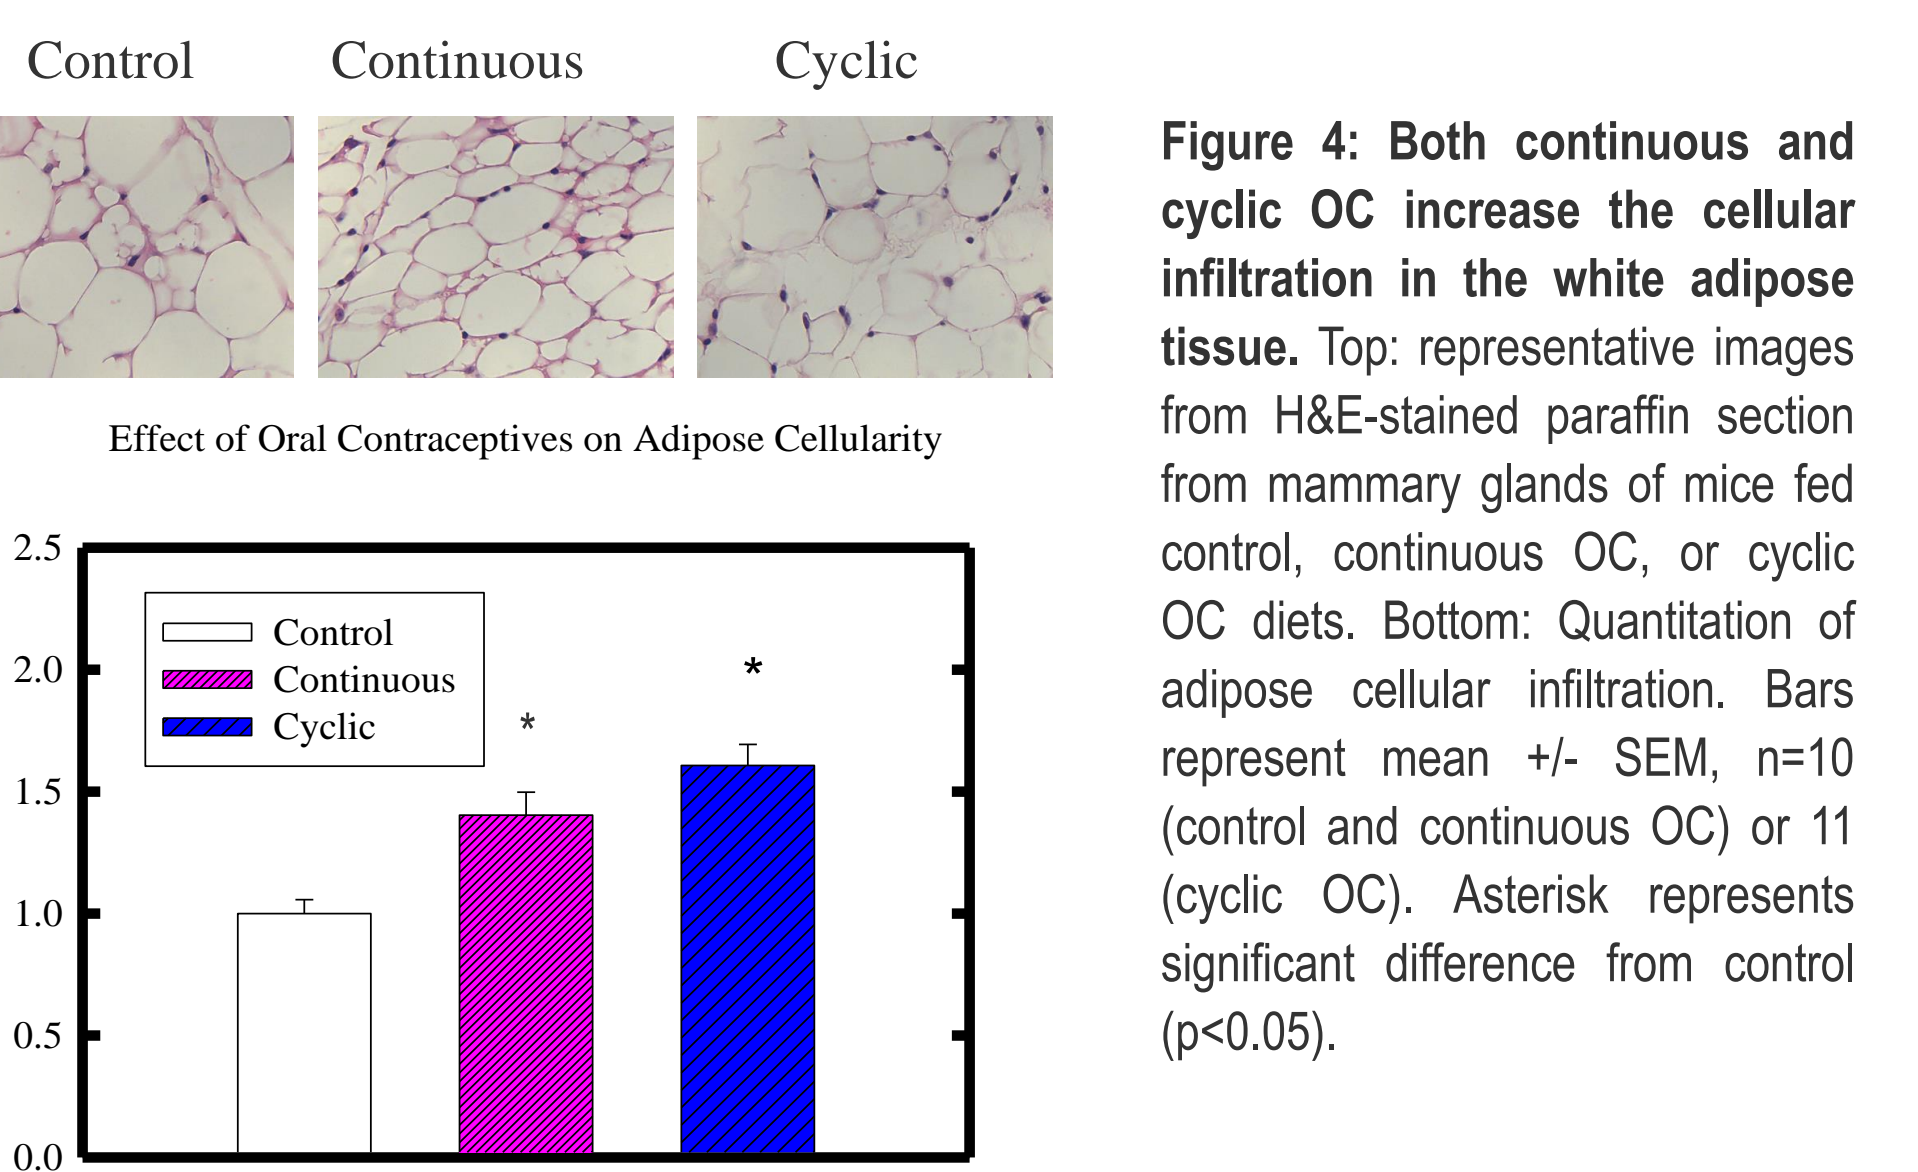 Control Continuous Cyclic
Effect of Oral Contraceptives on Adipose Cellularity
2.5
2.0
1.5
1.0
0.5
0.0
Control
Continuous
Cyclic
*
*
Figure 4: Both continuous and
cyclic OC increase the cellular
infiltration in the white adipose
tissue. Top: representative images
from H&E-stained paraffin section
from mammary glands of mice fed
control, continuous OC, or cyclic
OC diets. Bottom: Quantitation of
adipose cellular infiltration. Bars
represent mean +/- SEM, n=10
(control and continuous OC) or 11
(cyclic OC). Asterisk represents
significant difference from control
(p<0.05).